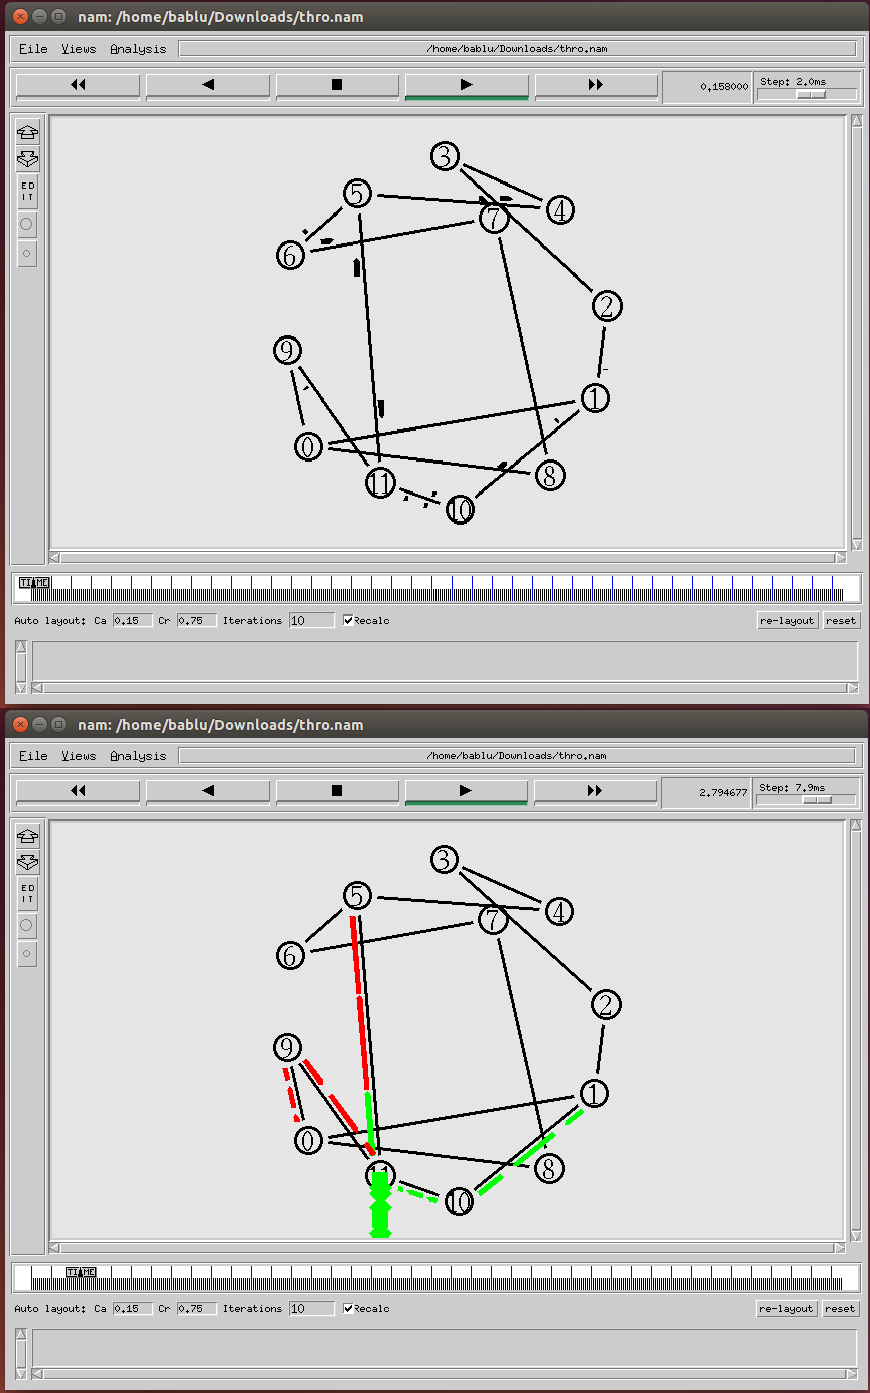 nam: /home/bablu/Downloads/thro.nam
File Views Analysis /home/bablu/Downloads/thro.nam
0.158000 Step: 2.0ms
ED
IT
3
5
4
7
6
2
9
1
0
8
11
10
TIME
Auto layout: Ca 0.15 Cr 0.75 Iterations 10 Recalc re-layout reset
nam: /home/bablu/Downloads/thro.nam
File Views Analysis /home/bablu/Downloads/thro.nam
2.794677 Step: 7.9ms
ED
IT
3
5
4
7
6
2
9
1
0
8
11
10
TIME
Auto layout: Ca 0.15 Cr 0.75 Iterations 10 Recalc re-layout reset